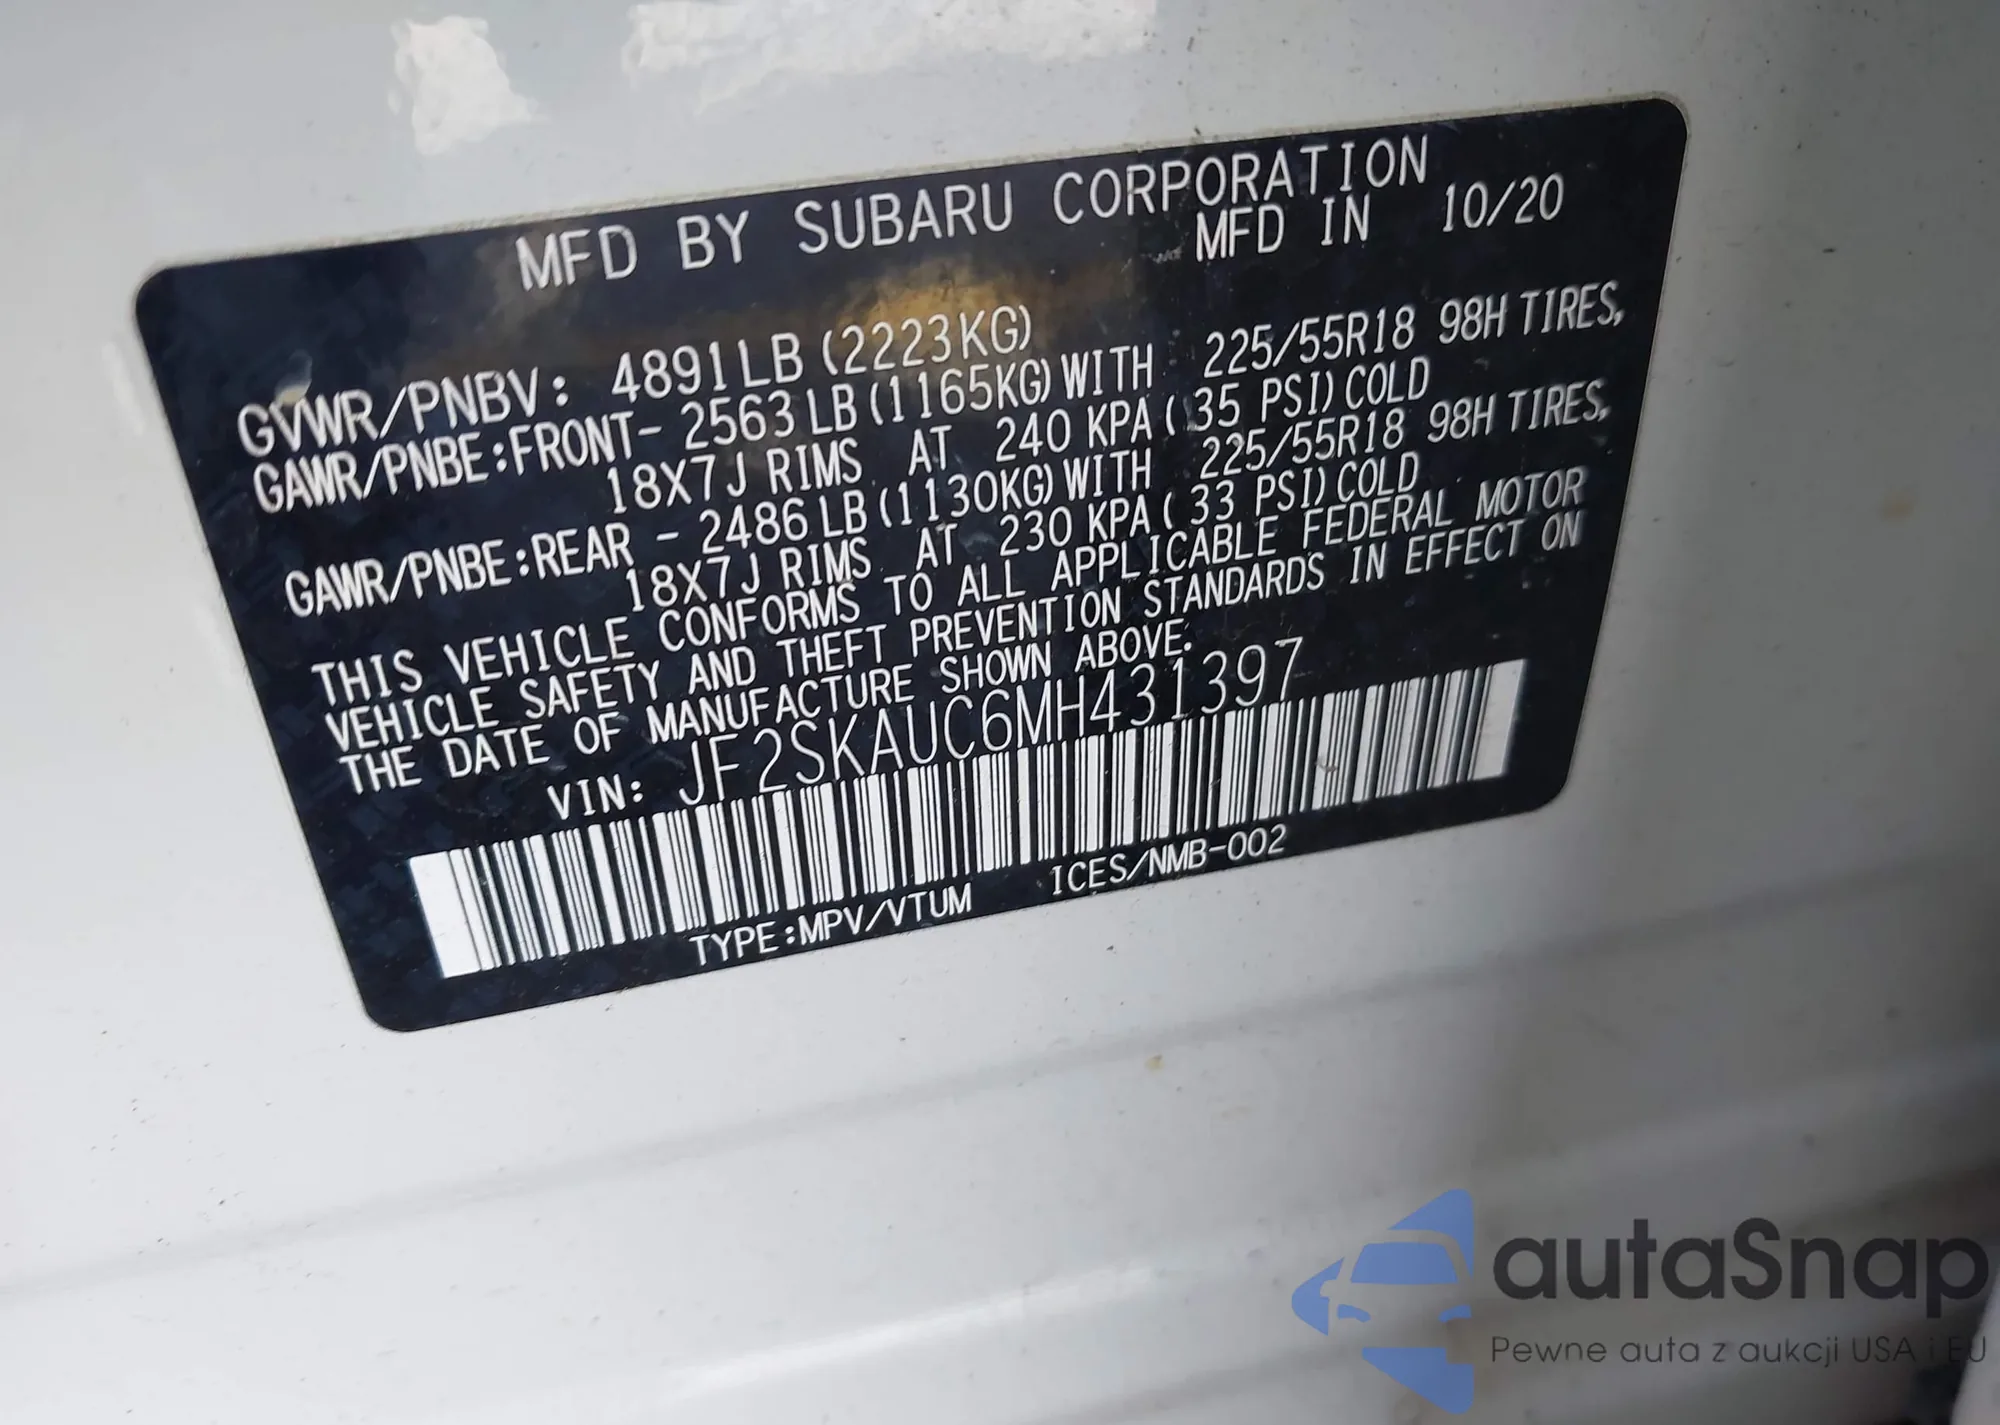 MFD BY SUBARU CORPORATION
MFD IN 10/20
GVWR/PNBV: 4891LB (2223KG)
GAWR/PNBE:FRONT- 2563LB(1165KG)WITH 225/55R18 98H TIRES,
18X7J RIMS AT 240 KPA( 35 PSI)COLD
GAWR/PNBE:REAR - 2486LB(1130KG)WITH 225/55R18 98H TIRES,
18X7J RIMS AT 230 KPA( 33 PSI)COLD
THIS VEHICLE CONFORMS TO ALL APPLICABLE FEDERAL MOTOR
VEHICLE SAFETY AND THEFT PREVENTION STANDARDS IN EFFECT ON
THE DATE OF MANUFACTURE SHOWN ABOVE.
VIN: JF2SKAUC6MH431397
TYPE:MPV/VTUM ICES/NMB-002
autaSnap
Pewne auta z aukcji USA i EU